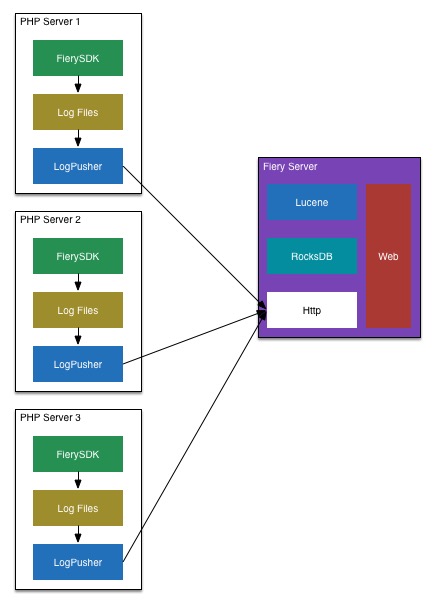 PHP Server 1
FierySDK
Log Files
LogPusher
PHP Server 2
FierySDK
Log Files
LogPusher
PHP Server 3
FierySDK
Log Files
LogPusher
Fiery Server
Lucene
RocksDB
Http
Web